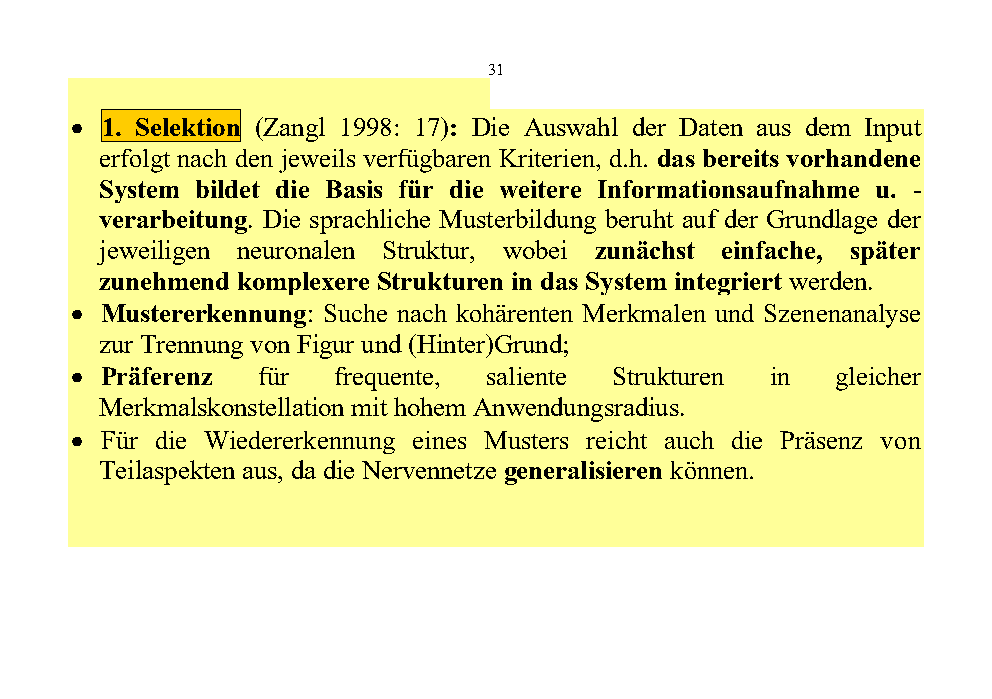 31
• 1. Selektion (Zangl 1998: 17): Die Auswahl der Daten aus dem Input
erfolgt nach den jeweils verfügbaren Kriterien, d.h. das bereits vorhandene
System bildet die Basis für die weitere Informationsaufnahme u. -
verarbeitung. Die sprachliche Musterbildung beruht auf der Grundlage der
jeweiligen neuronalen Struktur, wobei zunächst einfache, später
zunehmend komplexere Strukturen in das System integriert werden.
• Mustererkennung: Suche nach kohärenten Merkmalen und Szenenanalyse
zur Trennung von Figur und (Hinter)Grund;
• Präferenz für frequente, saliente Strukturen in gleicher
Merkmalskonstellation mit hohem Anwendungsradius.
• Für die Wiedererkennung eines Musters reicht auch die Präsenz von
Teilaspekten aus, da die Nervennetze generalisieren können.